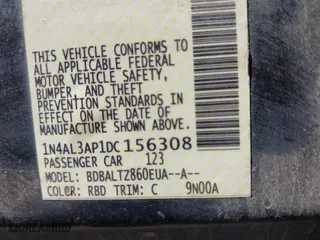 THIS VEHICLE CONFORMS TO
ALL APPLICABLE FEDERAL
MOTOR VEHICLE SAFETY,
BUMPER, AND THEFT
PREVENTION STANDARDS IN
EFFECT ON THE DATE OF
MANUFACTURE SHOWN ABOVE.
1N4AL3AP1DC156308
PASSENGER CAR 123
MODEL: BDBALTZ860EUA--A--
COLOR: RBD TRIM: C 9N00A
DREAMBID